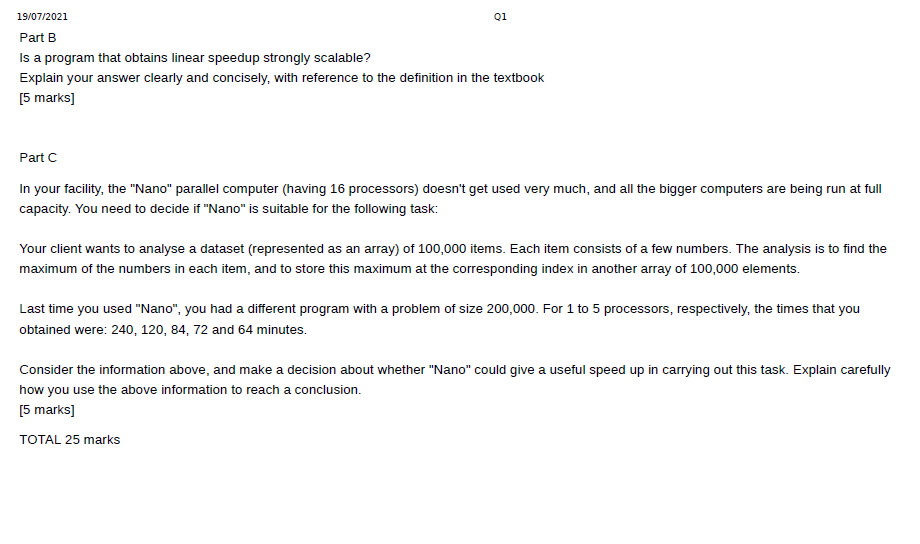 19/07/2021 Q1
Part B
Is a program that obtains linear speedup strongly scalable?
Explain your answer clearly and concisely, with reference to the definition in the textbook
[5 marks]
Part C
In your facility, the "Nano" parallel computer (having 16 processors) doesn't get used very much, and all the bigger computers are being run at full
capacity. You need to decide if "Nano" is suitable for the following task:
Your client wants to analyse a dataset (represented as an array) of 100,000 items. Each item consists of a few numbers. The analysis is to find the
maximum of the numbers in each item, and to store this maximum at the corresponding index in another array of 100,000 elements.
Last time you used "Nano", you had a different program with a problem of size 200,000. For 1 to 5 processors, respectively, the times that you
obtained were: 240, 120, 84, 72 and 64 minutes.
Consider the information above, and make a decision about whether "Nano" could give a useful speed up in carrying out this task. Explain carefully
how you use the above information to reach a conclusion.
[5 marks]
TOTAL 25 marks